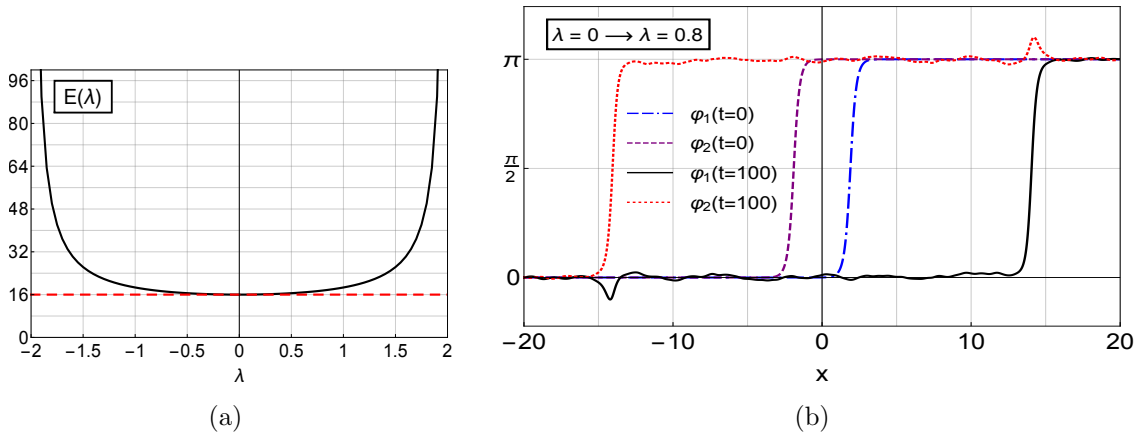 E(λ)
96
80
64
48
32
16
0
−2 −1.5 −1 −0.5 0 0.5 1 1.5 2
λ
(a)
λ = 0 ⟶ λ = 0.8
π
π/2
0
φ₁(t=0)
φ₂(t=0)
φ₁(t=100)
φ₂(t=100)
−20 −10 0 10 20
x
(b)